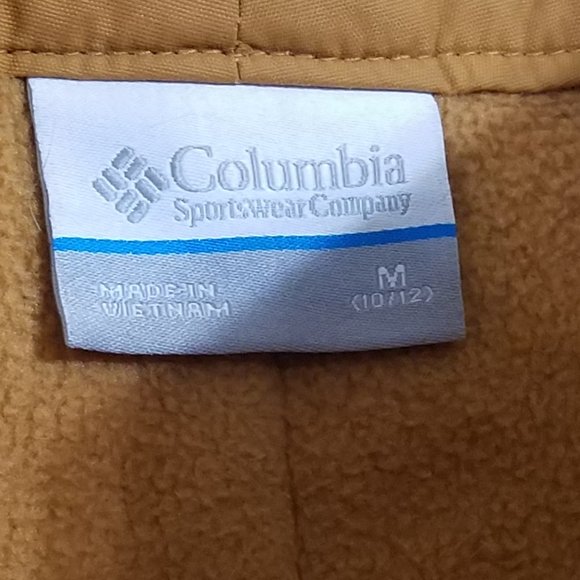 Columbia
Sportswear Company
MADE IN
VIETNAM
M
(10/12)